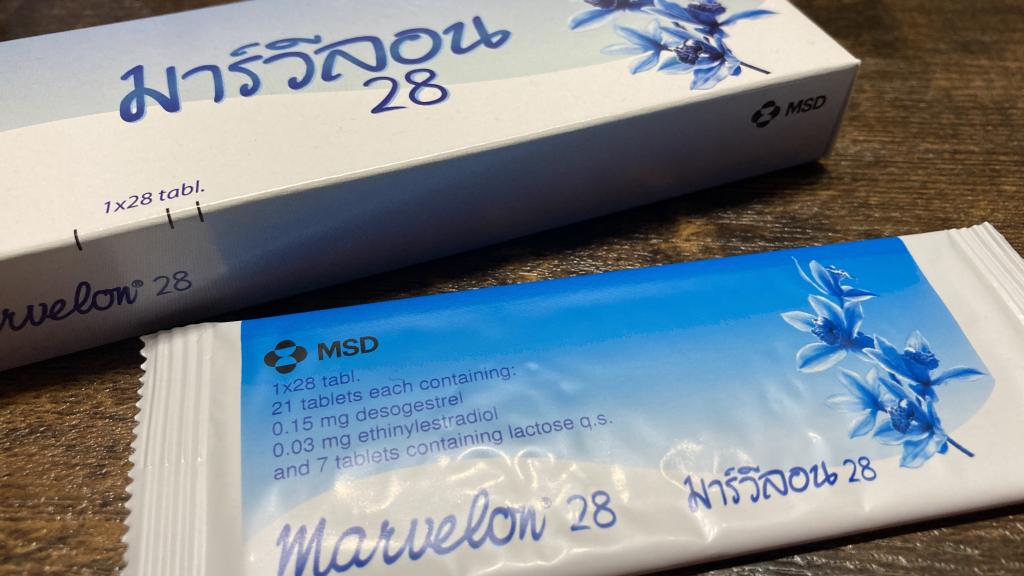 มาร์วีลอน
28
MSD
1x28 tabl.
28
MSD
1x28 tabl.
21 tablets each containing:
0.15 mg desogestrel
0.03 mg ethinylestradiol
and 7 tablets containing lactose q.s.
Marvelon® 28
มาร์วีลอน 28